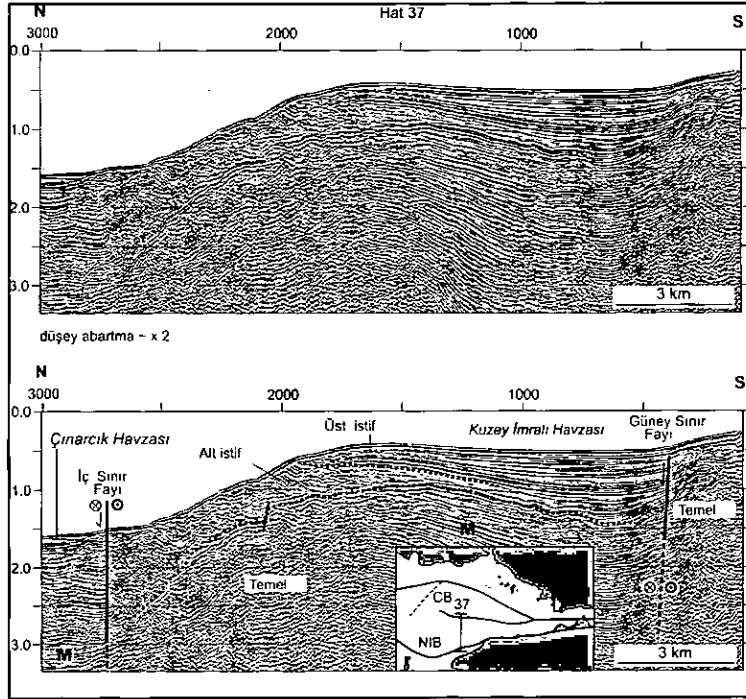 N
Hat 37
S
3000 2000 1000
0.0
1.0
2.0
3.0
3 km
düşey abartma ~ x 2
N
S
3000 2000 1000
0.0
Çınarcık Havzası
Üst istif
Kuzey İmralı Havzası
Güney Sınır
Fayı
Alt istif
İç Sınır
Fayı
1.0
Temel
M
2.0
Temel
CB
37
NIB
3.0
M
3 km